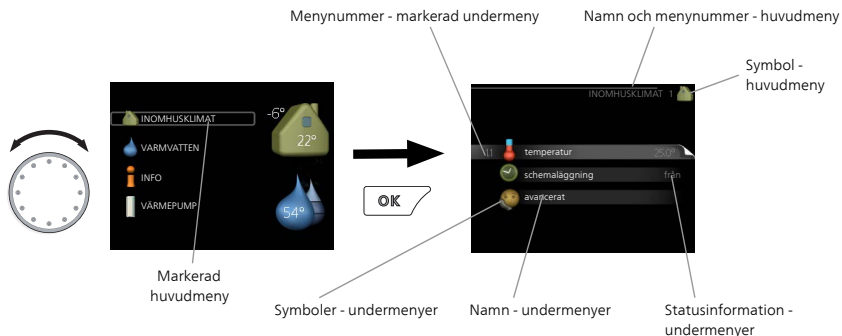 Menynummer - markerad undermeny
Namn och menynummer - huvudmeny
Symbol -
huvudmeny
INOMHUSKLIMAT
-6°
22°
VARMVATTEN
INFO
VÄRMEPUMP
54°
OK
INOMHUSKLIMAT 1
1.1 temperatur 25.0°
schemaläggning från
avancerat
Markerad
huvudmeny
Symboler - undermenyer
Namn - undermenyer
Statusinformation -
undermenyer